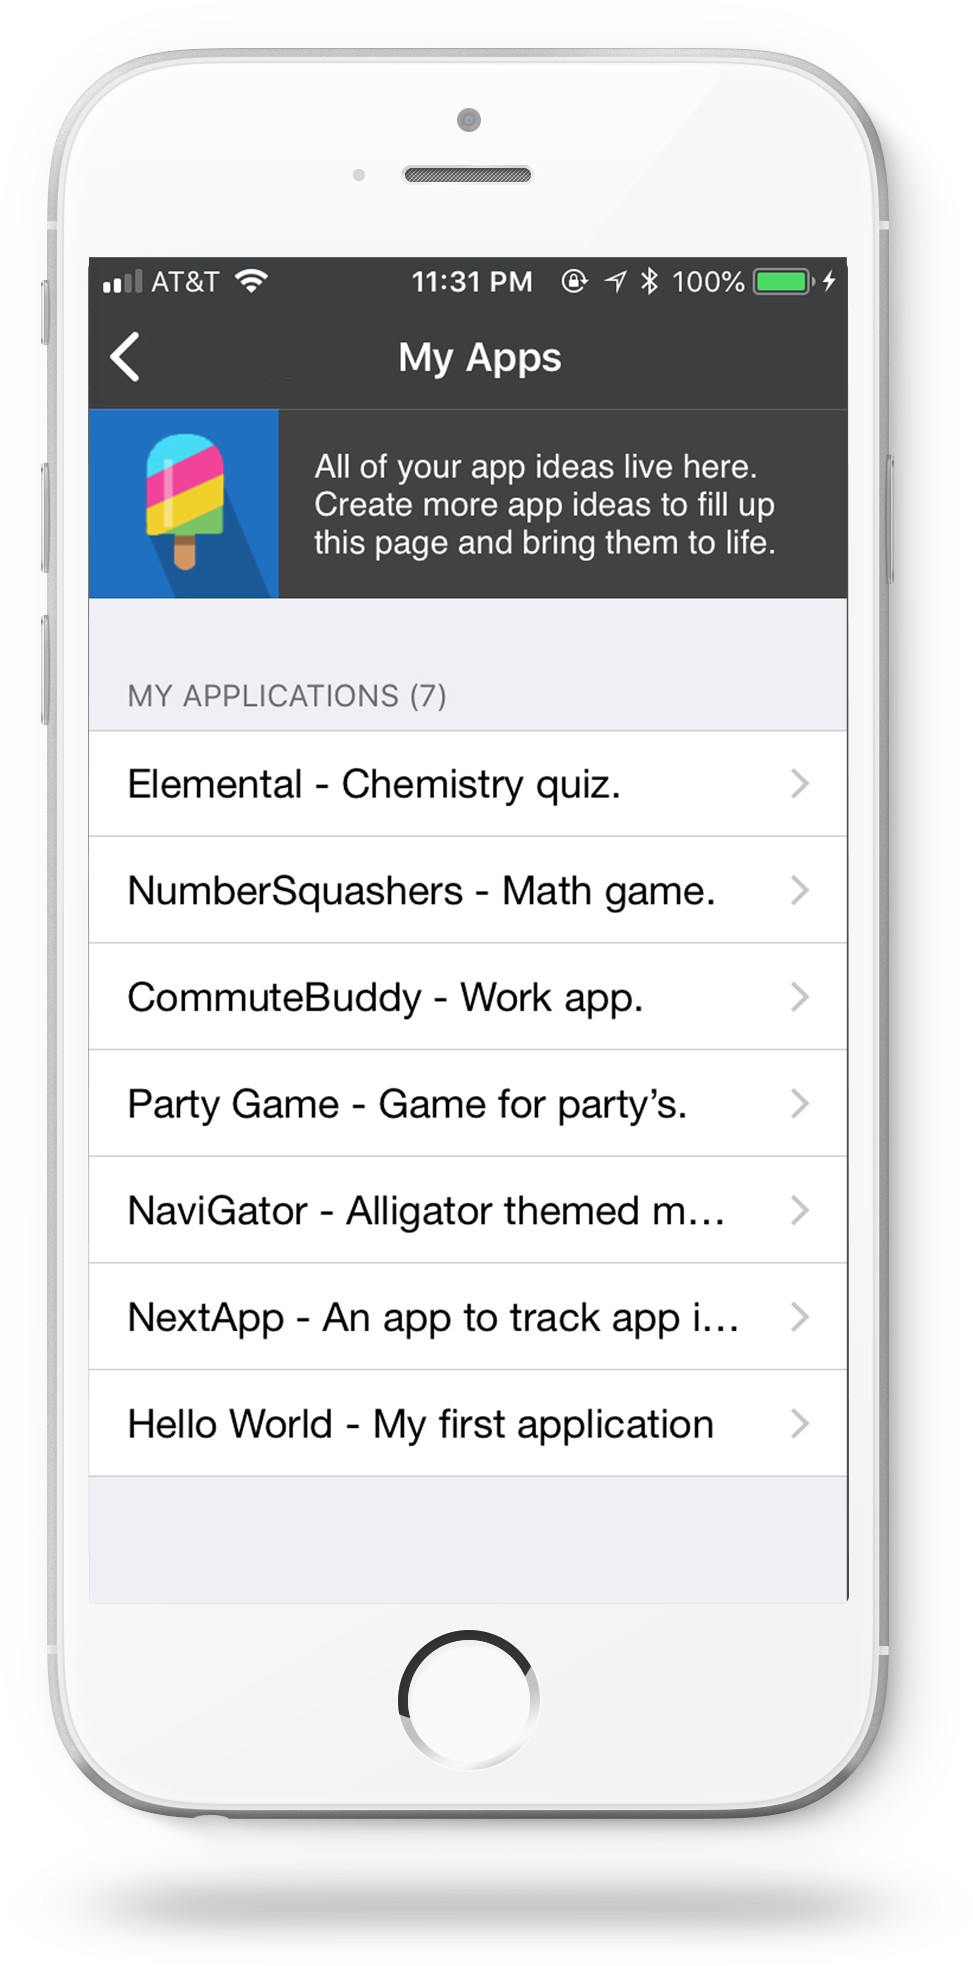 AT&T 11:31 PM 100%
My Apps
All of your app ideas live here.
Create more app ideas to fill up
this page and bring them to life.
MY APPLICATIONS (7)
Elemental - Chemistry quiz.
NumberSquashers - Math game.
CommuteBuddy - Work app.
Party Game - Game for party’s.
NaviGator - Alligator themed m...
NextApp - An app to track app i...
Hello World - My first application